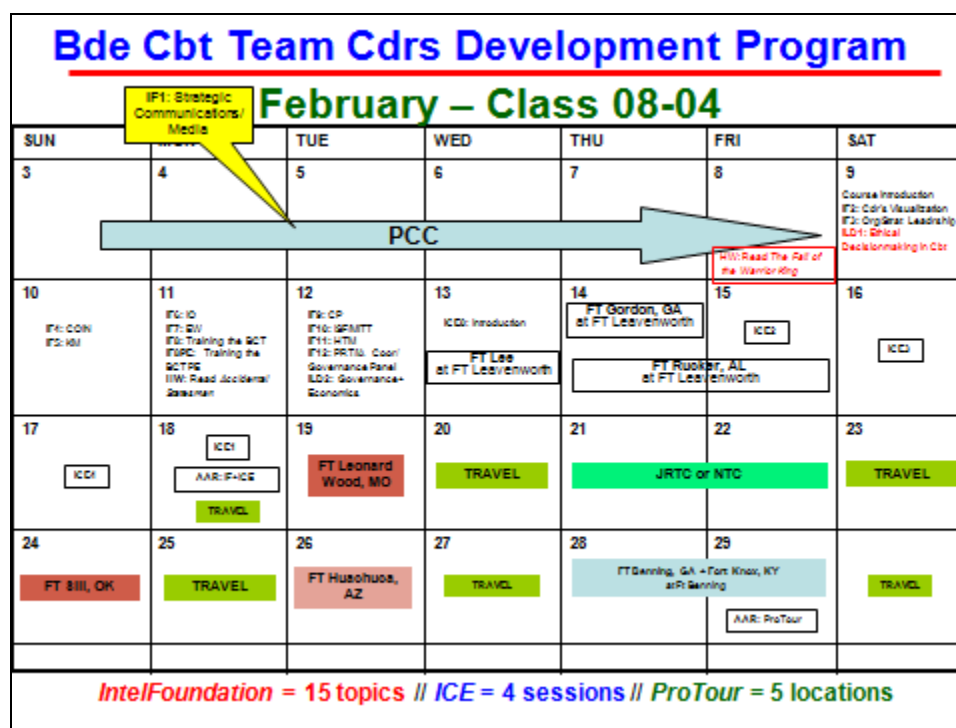 Bde Cbt Team Cdrs Development Program
February – Class 08-04
IF1: Strategic
Communications/
Media
SUN
TUE
WED
THU
FRI
SAT
3
4
5
6
7
8
9
Course Introduction
IF2: Cdr's Visualization
IF3: Org/Strat. Leadership
ILD1: Ethical
Decisionmaking in Cbt
PCC
HW: Read The Fall of
the Warrior King
10
IF4: COIN
IF5: KM
11
IF6: IO
IF7: EW
IF8: Training the BCT
IF8PE: Training the
BCT PE
HW: Read Accidental
Statesman
12
IF9: CP
IF10: ISF/MTT
IF11: HTM
Governance Panel
ILD2: Governance+
Economics
13
Introduction
FT Lee
at FT Leavenworth
14
FT Gordon, GA
at FT Leavenworth
15
ICE2
FT Rucker, AL
at FT Leavenworth
16
ICE3
17
ICE4
18
AAR: IF+ICE
TRAVEL
19
FT Leonard
Wood, MO
20
TRAVEL
21
22
JRTC or NTC
23
TRAVEL
24
FT Sill, OK
25
TRAVEL
26
FT Huachuca,
AZ
27
TRAVEL
28
29
FT Benning, GA + Fort Knox, KY
at Ft Benning
AAR: ProTour
TRAVEL
IntelFoundation = 15 topics // ICE = 4 sessions // ProTour = 5 locations